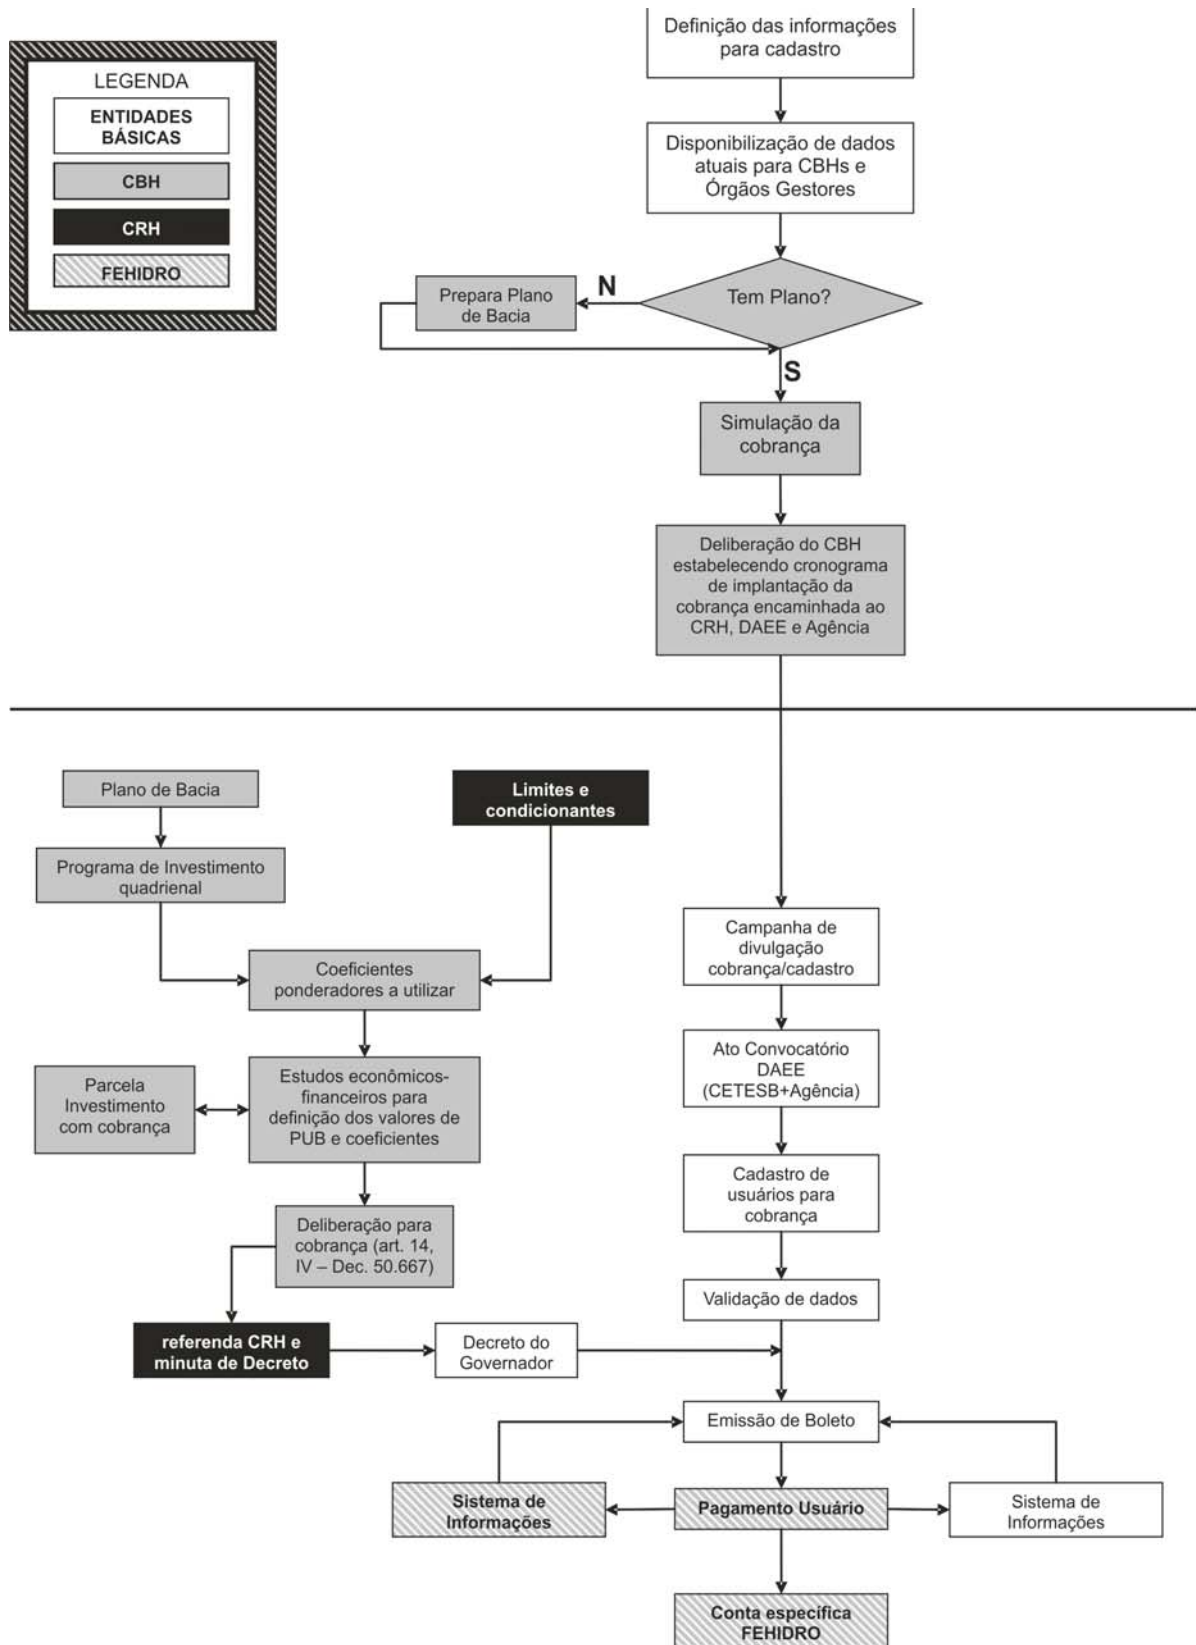 Definição das informações
para cadastro
LEGENDA
ENTIDADES
BÁSICAS
CBH
CRH
FEHIDRO
Disponibilização de dados
atuais para CBHs e
Órgãos Gestores
Tem Plano?
N
Prepara Plano
de Bacia
S
Simulação da
cobrança
Deliberação do CBH
estabelecendo cronograma
de implantação da
cobrança encaminhada ao
CRH, DAEE e Agência
Plano de Bacia
Limites e
condicionantes
Programa de Investimento
quadrienal
Coeficientes
ponderadores a utilizar
Campanha de
divulgação
cobrança/cadastro
Parcela
Investimento
com cobrança
Estudos econômicos-
financeiros para
definição dos valores de
PUB e coeficientes
Ato Convocatório
DAEE
(CETESB+Agência)
Cadastro de
usuários para
cobrança
Deliberação para
cobrança (art. 14,
IV – Dec. 50.667)
Validação de dados
referenda CRH e
minuta de Decreto
Decreto do
Governador
Emissão de Boleto
Sistema de
Informações
Pagamento Usuário
Sistema de
Informações
Conta específica
FEHIDRO